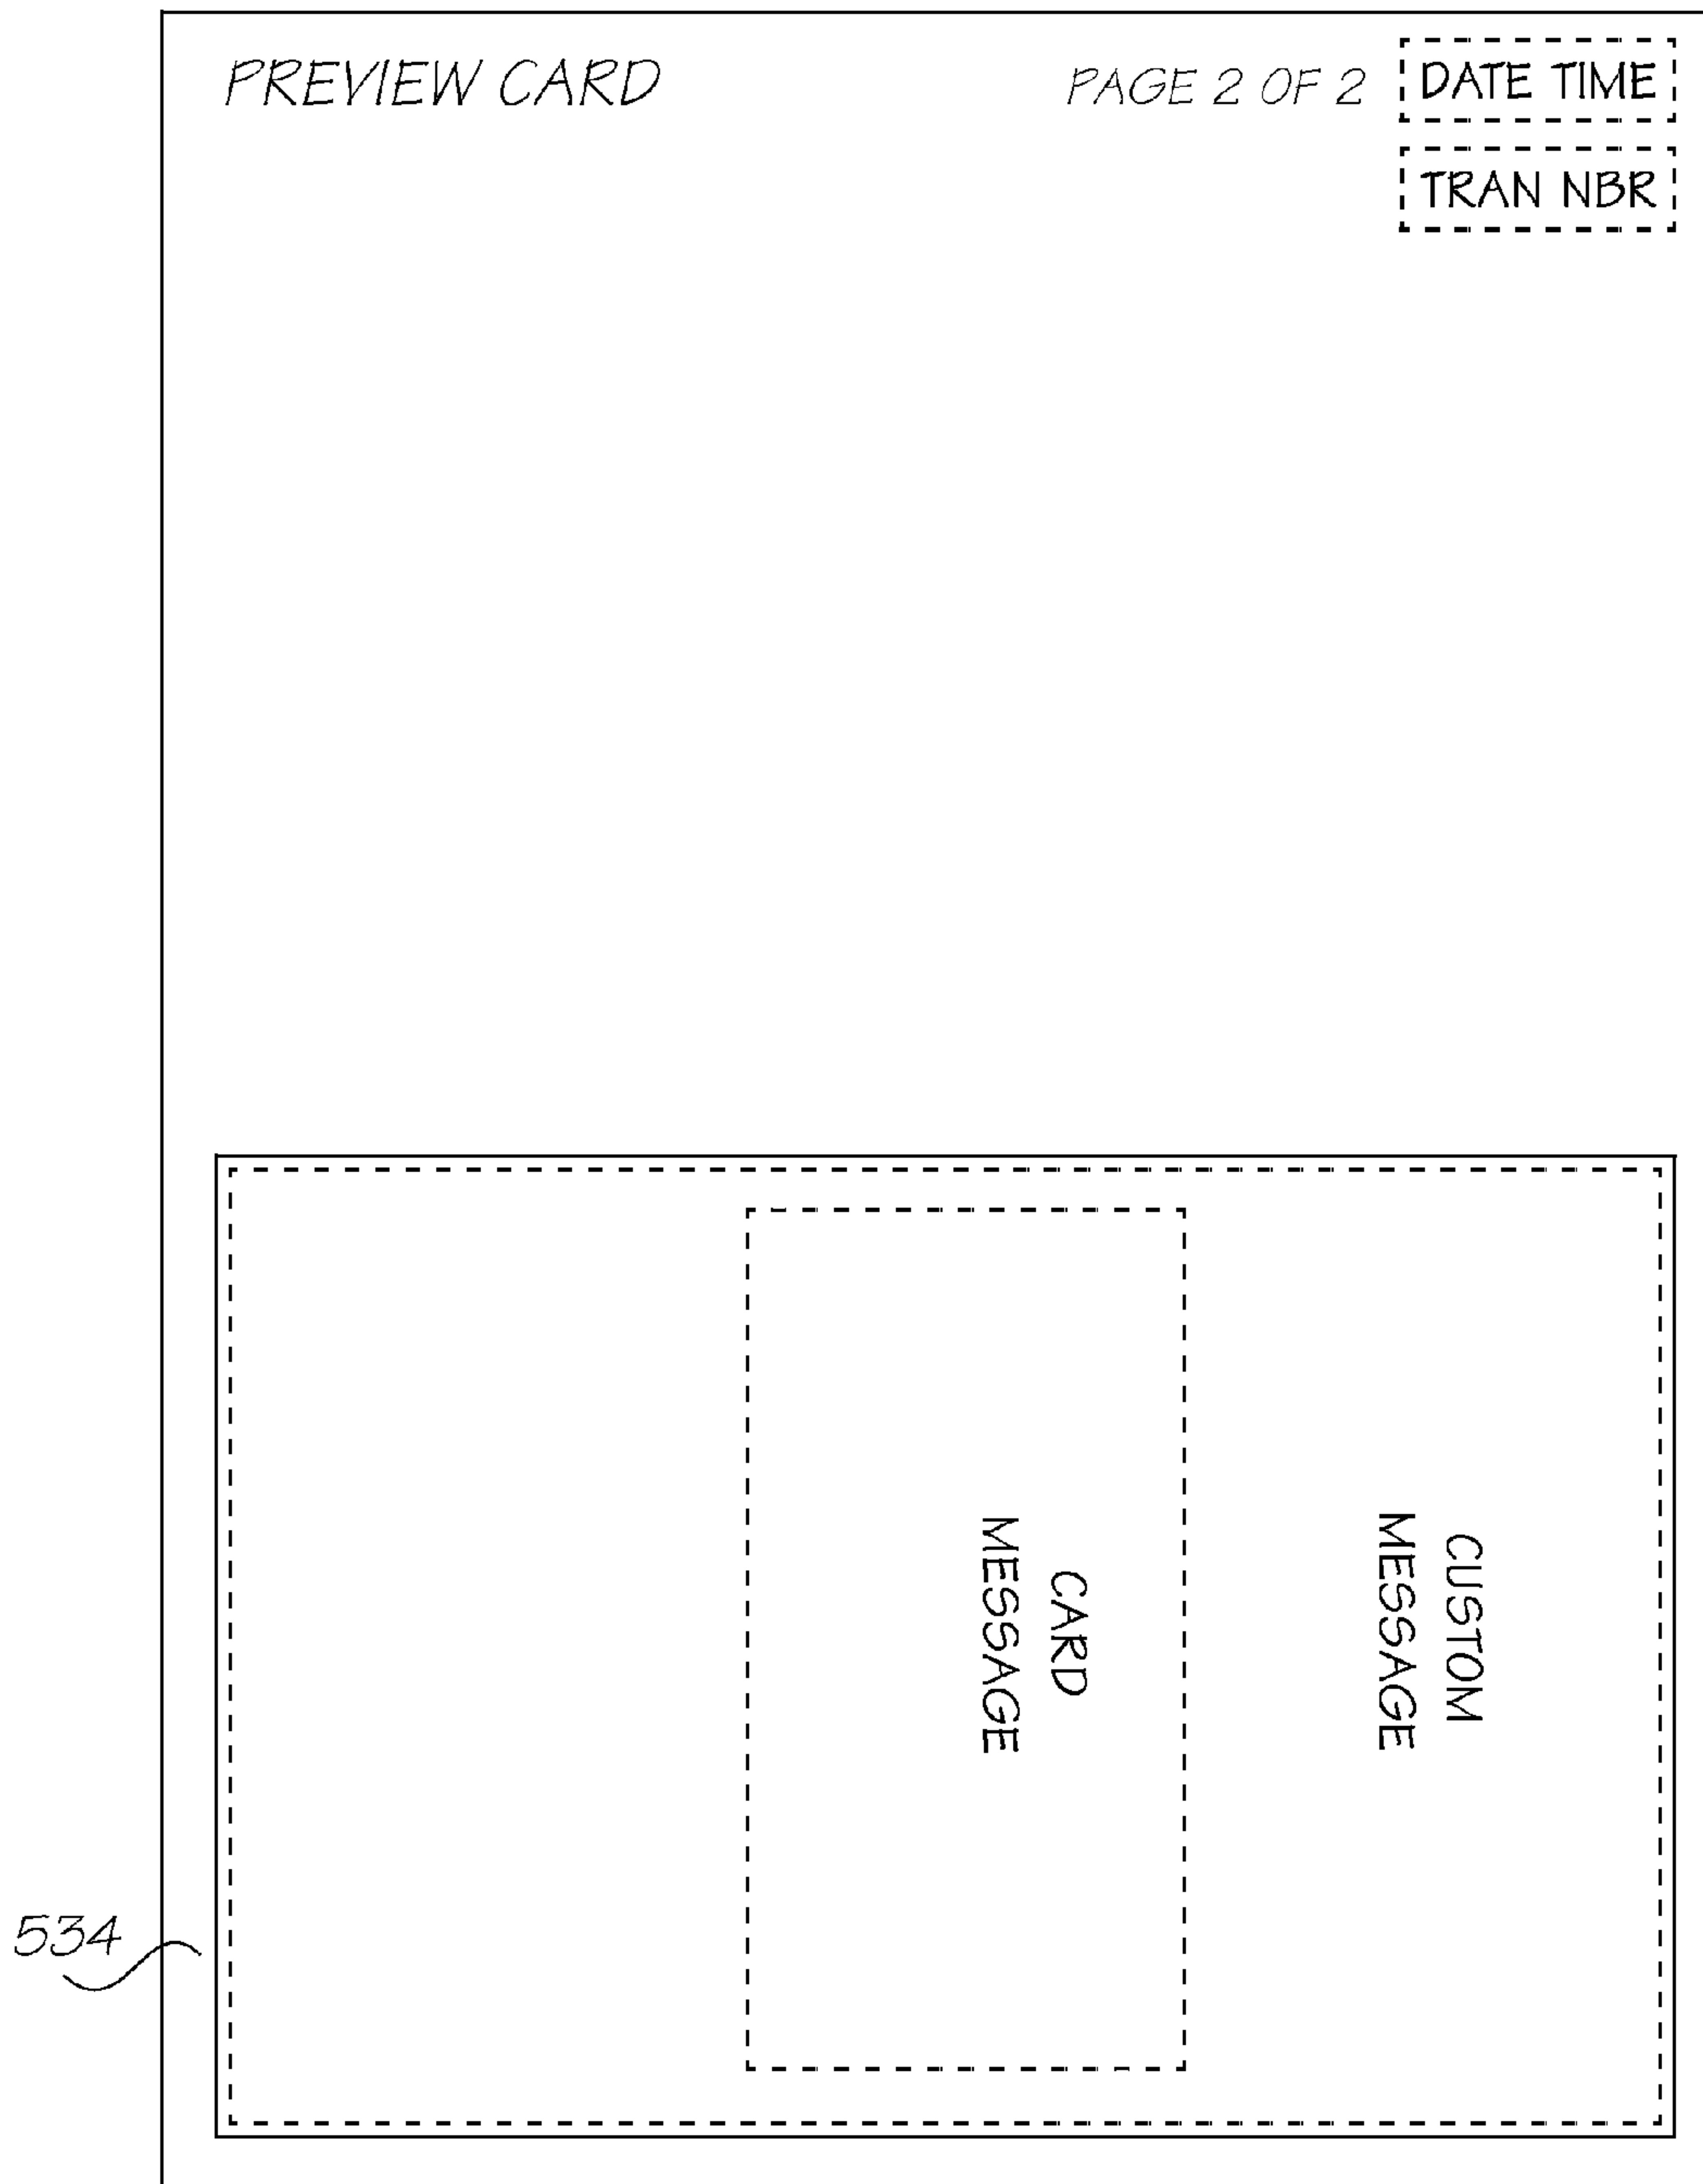 PREVIEW CARD
PAGE 2 OF 2
DATE TIME
TRAN NBR
CUSTOM
MESSAGE
CARD
MESSAGE
534